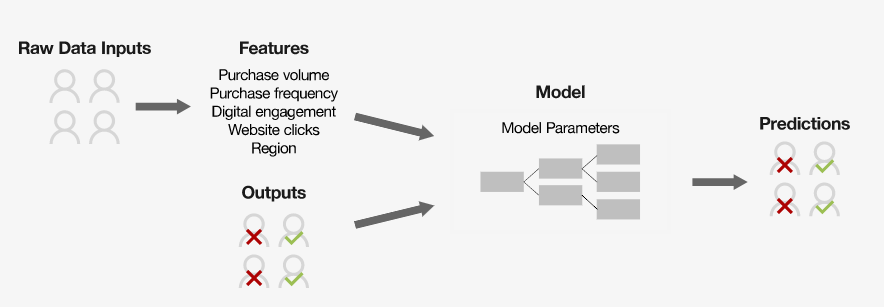 Raw Data Inputs
Features
Purchase volume
Purchase frequency
Digital engagement
Website clicks
Region
Outputs
Model
Model Parameters
Predictions